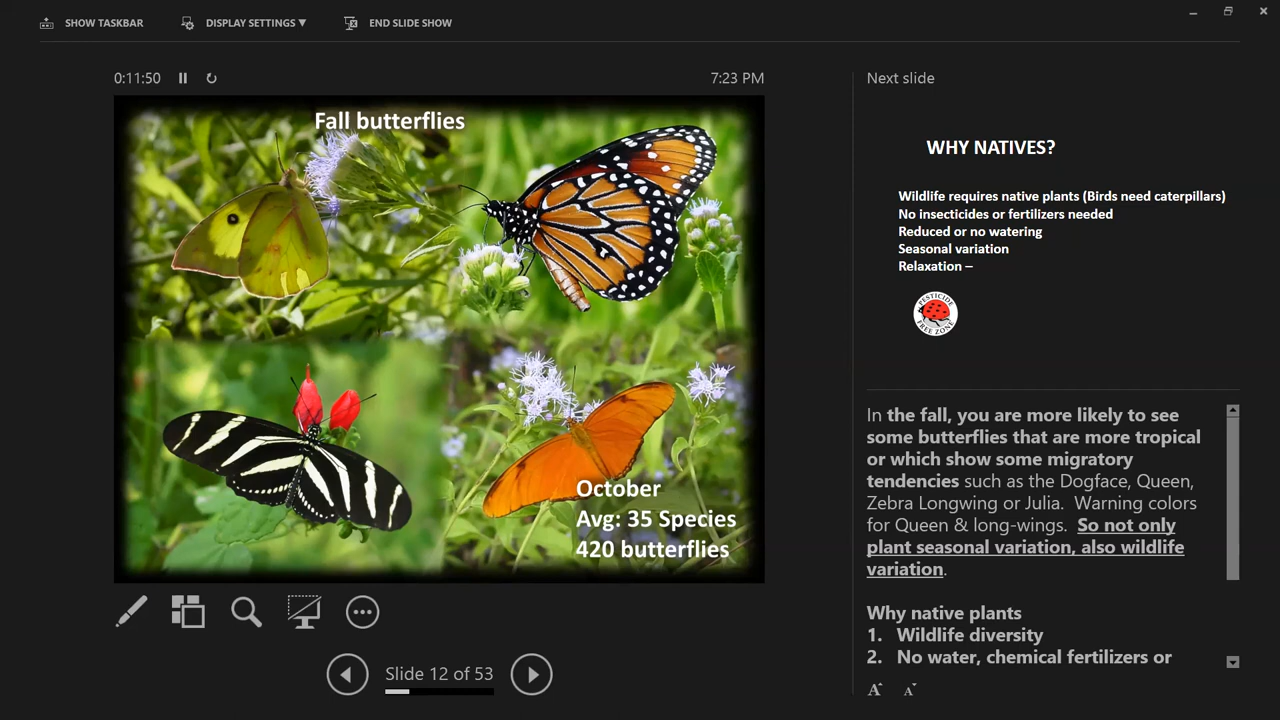 SHOW TASKBAR
DISPLAY SETTINGS ▼
END SLIDE SHOW
0:11:50
7:23 PM
Fall butterflies
October
Avg: 35 Species
420 butterflies
Slide 12 of 53
Next slide
WHY NATIVES?
Wildlife requires native plants (Birds need caterpillars)
No insecticides or fertilizers needed
Reduced or no watering
Seasonal variation
Relaxation –
PESTICIDE
FREE ZONE
In the fall, you are more likely to see
some butterflies that are more tropical
or which show some migratory
tendencies such as the Dogface, Queen,
Zebra Longwing or Julia. Warning colors
for Queen & long-wings. So not only
plant seasonal variation, also wildlife
variation.
Why native plants
1. Wildlife diversity
2. No water, chemical fertilizers or
A A